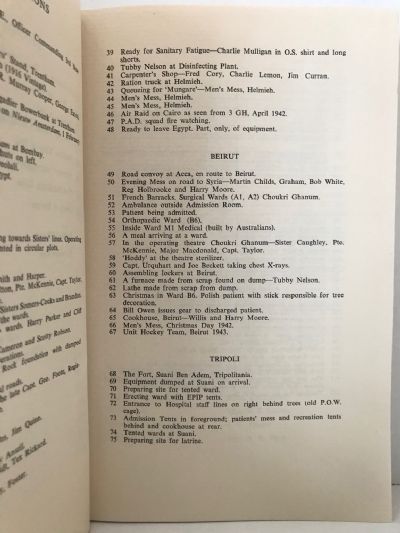 IONS
E, Officer Commanding 3rd New
39 Ready for Sanitary Fatigue—Charlie Mulligan in O.S. shirt and long
shorts.
40 Tubby Nelson at Disinfecting Plant.
41 Carpenter's Shop—Fred Cory, Charlie Lemon, Jim Curran.
42 Ration truck at Helmieh.
43 Queueing for 'Mungare'—Men's Mess, Helmieh.
44 Men's Mess, Helmieh.
45 Men's Mess, Helmieh.
46 Air Raid on Cairo as seen from 3 GH, April 1942.
47 P.A.D. squad fire watching.
48 Ready to leave Egypt. Part, only, of equipment.
BEIRUT
49 Road convoy at Acca, en route to Beirut.
50 Evening Mess on road to Syria—Martin Childs, Graham, Bob White,
Reg Holbrooke and Harry Moore.
51 French Barracks. Surgical Wards (A1, A2) Choukri Ghanum.
52 Ambulance outside Admission Room.
53 Patient being admitted.
54 Orthopaedic Ward (B6).
55 Inside Ward M1 Medical (built by Australians).
56 A meal arriving at a ward.
57 In the operating theatre Choukri Ghanum—Sister Caughley, Pte.
McKennie, Major Macdonald, Capt. Taylor.
58 'Hoddy' at the theatre sterilizer.
59 Capt. Urquhart and Joe Beckett taking chest X-rays.
60 Assembling lockers at Beirut.
61 A furnace made from scrap found on dump—Tubby Nelson.
62 Lathe made from scrap from dump.
63 Christmas in Ward B6. Polish patient with stick responsible for tree
decoration.
64 Bill Owen issues gear to discharged patient.
65 Cookhouse, Beirut—Willis and Harry Moore.
66 Men's Mess, Christmas Day 1942.
67 Unit Hockey Team, Beirut 1943.
TRIPOLI
68 The Fort, Suani Ben Adem, Tripolitania.
69 Equipment dumped at Suani on arrival.
70 Preparing site for tented ward.
71 Erecting ward with EPIP tents.
72 Entrance to Hospital staff lines on right behind trees (old P.O.W.
cage).
73 Admission Tents in foreground; patients' mess and recreation tents
behind and cookhouse at rear.
74 Tented wards at Suani.
75 Preparing site for latrine.